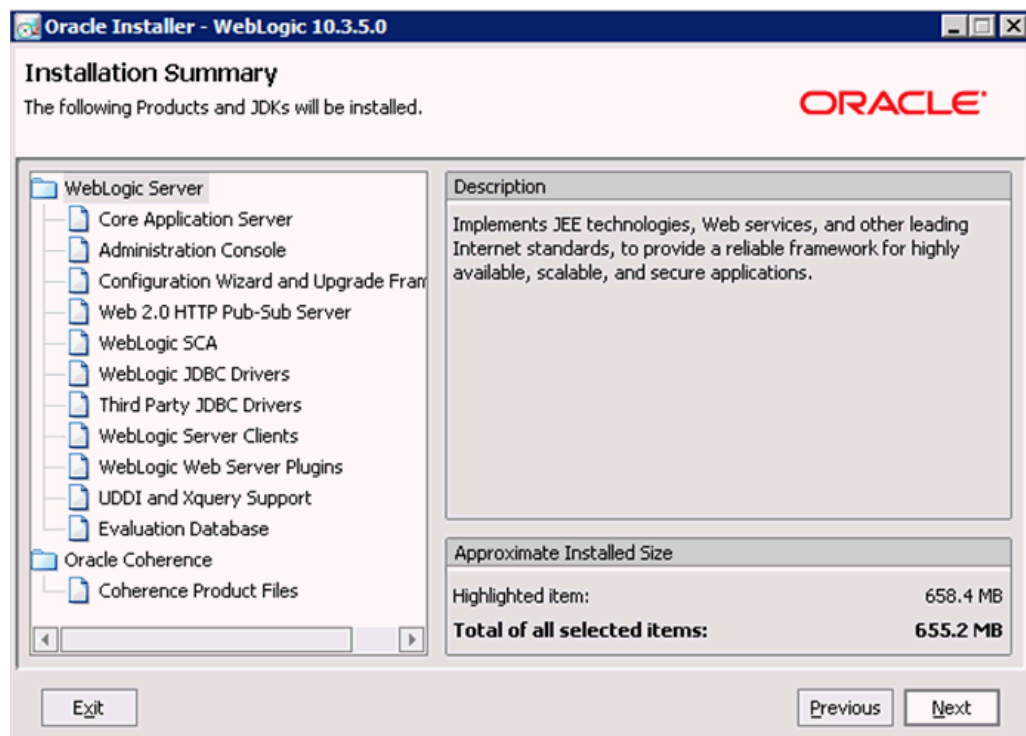 Oracle Installer - WebLogic 10.3.5.0
Installation Summary
The following Products and JDKs will be installed.
ORACLE
WebLogic Server
Core Application Server
Administration Console
Configuration Wizard and Upgrade Fram
Web 2.0 HTTP Pub-Sub Server
WebLogic SCA
WebLogic JDBC Drivers
Third Party JDBC Drivers
WebLogic Server Clients
WebLogic Web Server Plugins
UDDI and Xquery Support
Evaluation Database
Oracle Coherence
Coherence Product Files
Description
Implements JEE technologies, Web services, and other leading
Internet standards, to provide a reliable framework for highly
available, scalable, and secure applications.
Approximate Installed Size
Highlighted item: 658.4 MB
Total of all selected items: 655.2 MB
Exit
Previous
Next